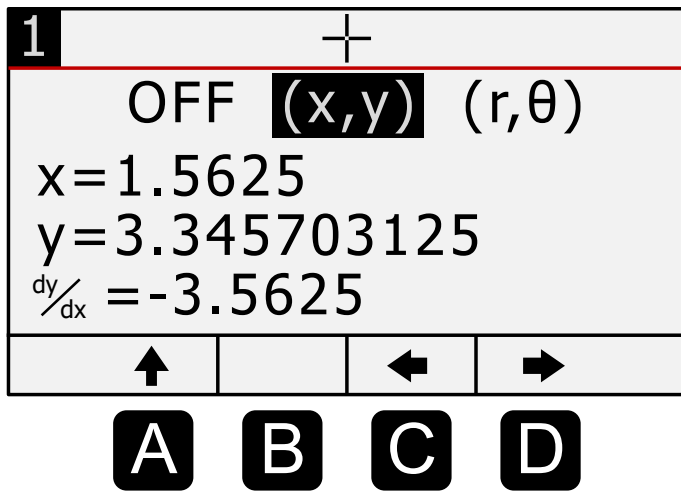 1
OFF (x,y) (r,θ)
x=1.5625
y=3.345703125
dy/dx =-3.5625
A B C D